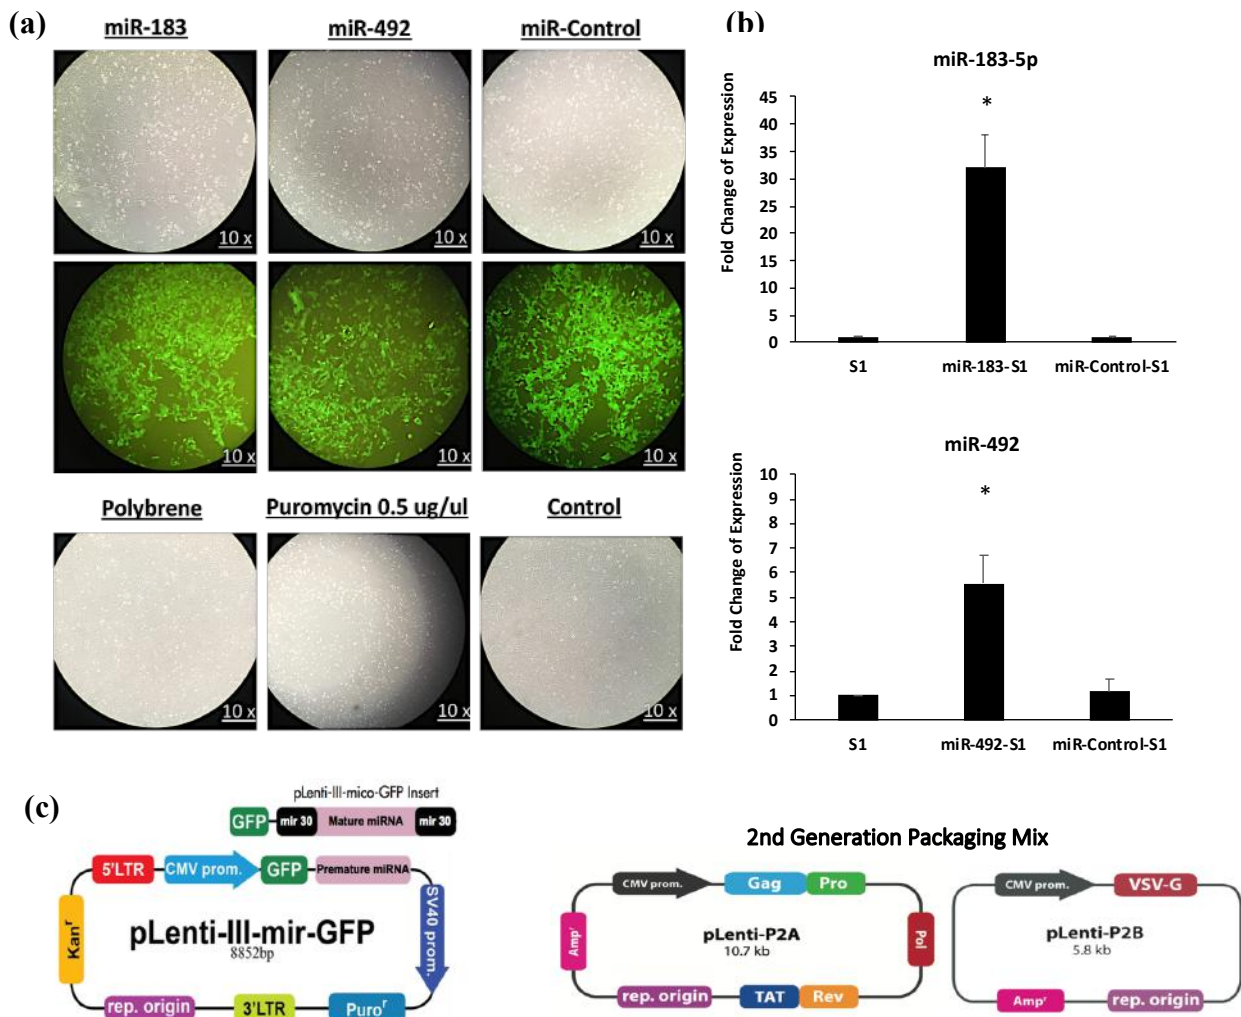 (a)
miR-183
miR-492
miR-Control
10 x
10 x
10 x
10 x
10 x
10 x
Polybrene
Puromycin 0.5 ug/ul
Control
10 x
10 x
10 x
(b)
miR-183-5p
Fold Change of Expression
45
40
35
30
25
20
15
10
5
0
*
S1
miR-183-S1
miR-Control-S1
miR-492
Fold Change of Expression
10
9
8
7
6
5
4
3
2
1
0
*
S1
miR-492-S1
miR-Control-S1
(c)
pLenti-III-mico-GFP Insert
GFP
mir 30
Mature miRNA
mir 30
5'LTR
CMV prom.
GFP
Premature miRNA
SV40 prom.
Kanʳ
pLenti-III-mir-GFP
8852bp
rep. origin
3'LTR
Puroʳ
2nd Generation Packaging Mix
CMV prom.
Gag
Pro
Ampʳ
pLenti-P2A
10.7 kb
Pol
rep. origin
TAT
Rev
CMV prom.
VSV-G
pLenti-P2B
5.8 kb
Ampʳ
rep. origin